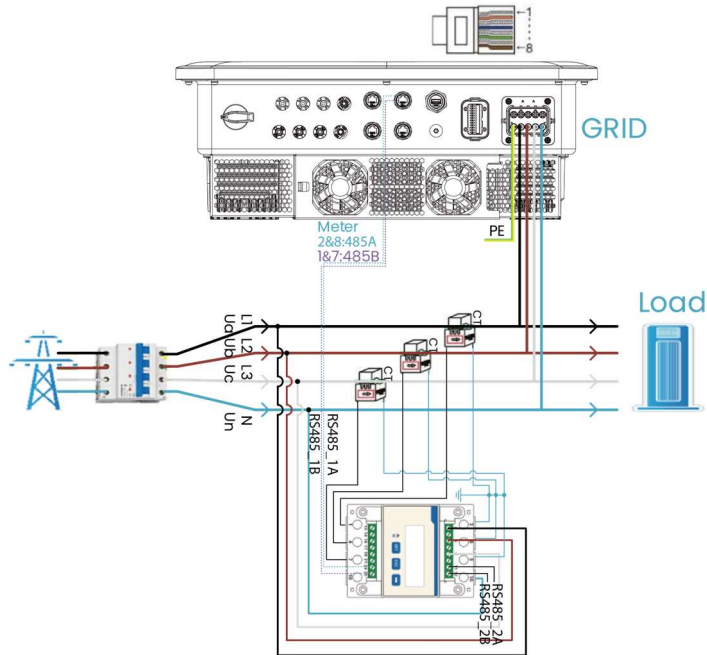 1
8
GRID
PE
Meter
2&8:485A
1&7:485B
L1
Ua
L2
Ub
L3
Uc
N
Un
CT
CT
CT
Load
RS485_1A
RS485_1B
RS485_2A
RS485_2B